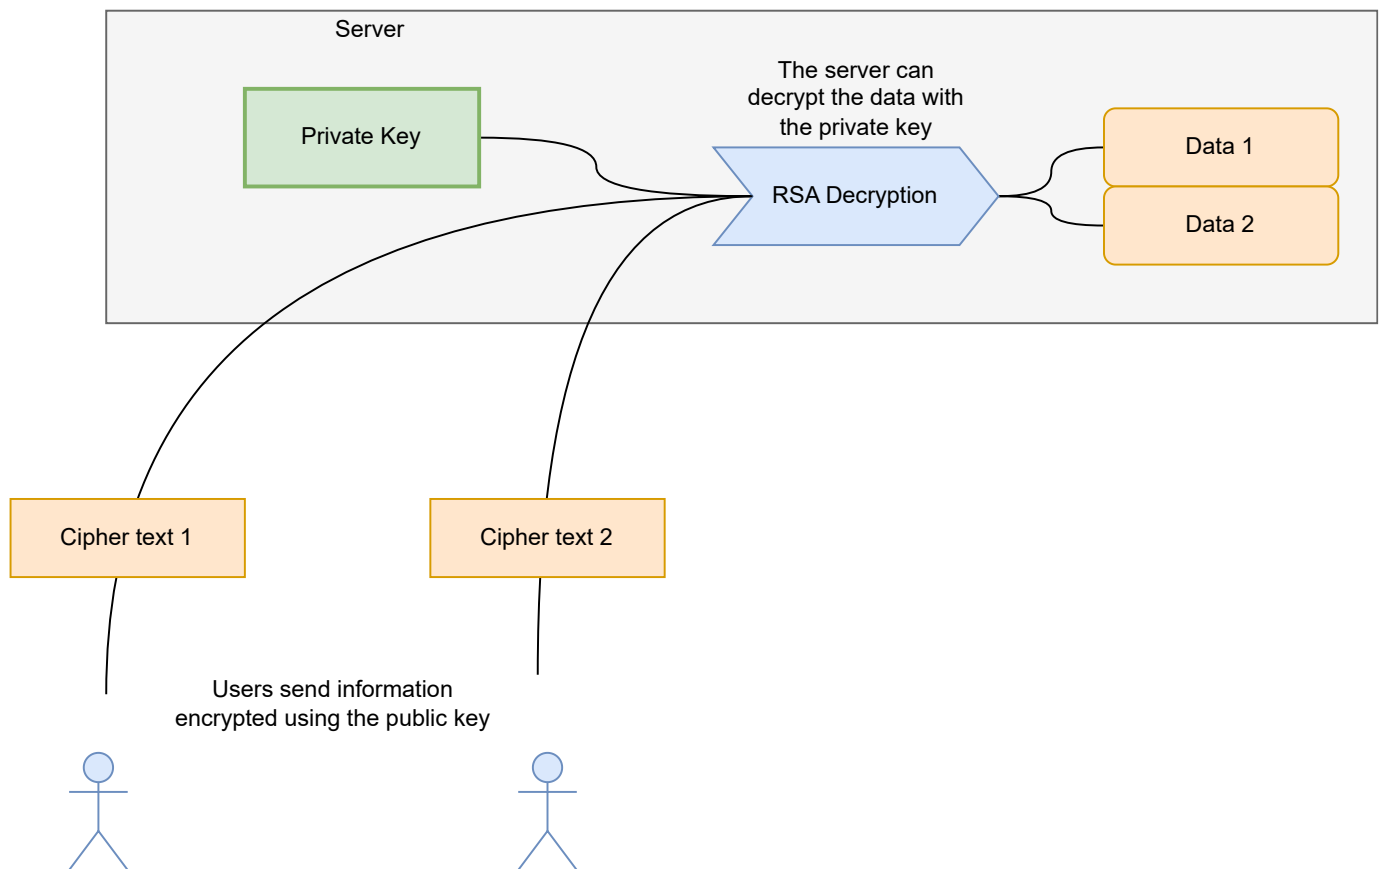 Server
Private Key
The server can
decrypt the data with
the private key
RSA Decryption
Data 1
Data 2
Cipher text 1
Cipher text 2
Users send information
encrypted using the public key